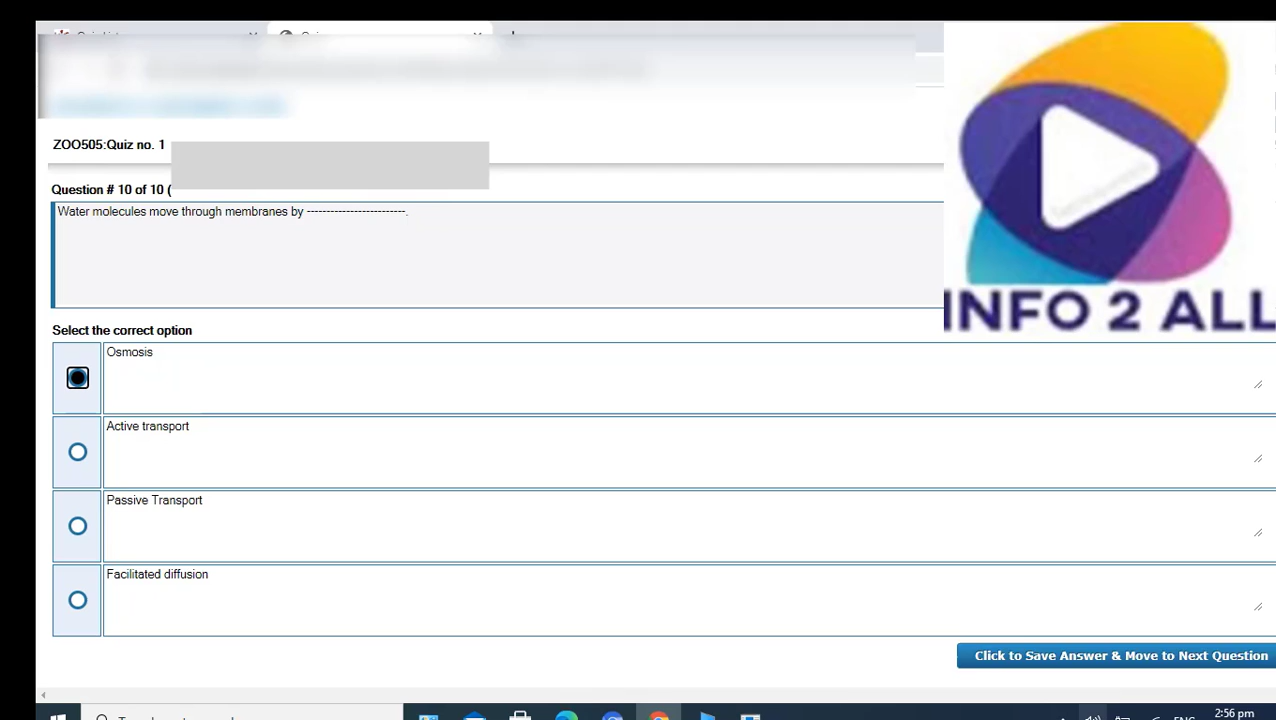 ZOO505:Quiz no. 1
Question # 10 of 10 (
Water molecules move through membranes by -------------------------.
INFO 2 ALL
Select the correct option
Osmosis
Active transport
Passive Transport
Facilitated diffusion
Click to Save Answer & Move to Next Question
2:56 pm